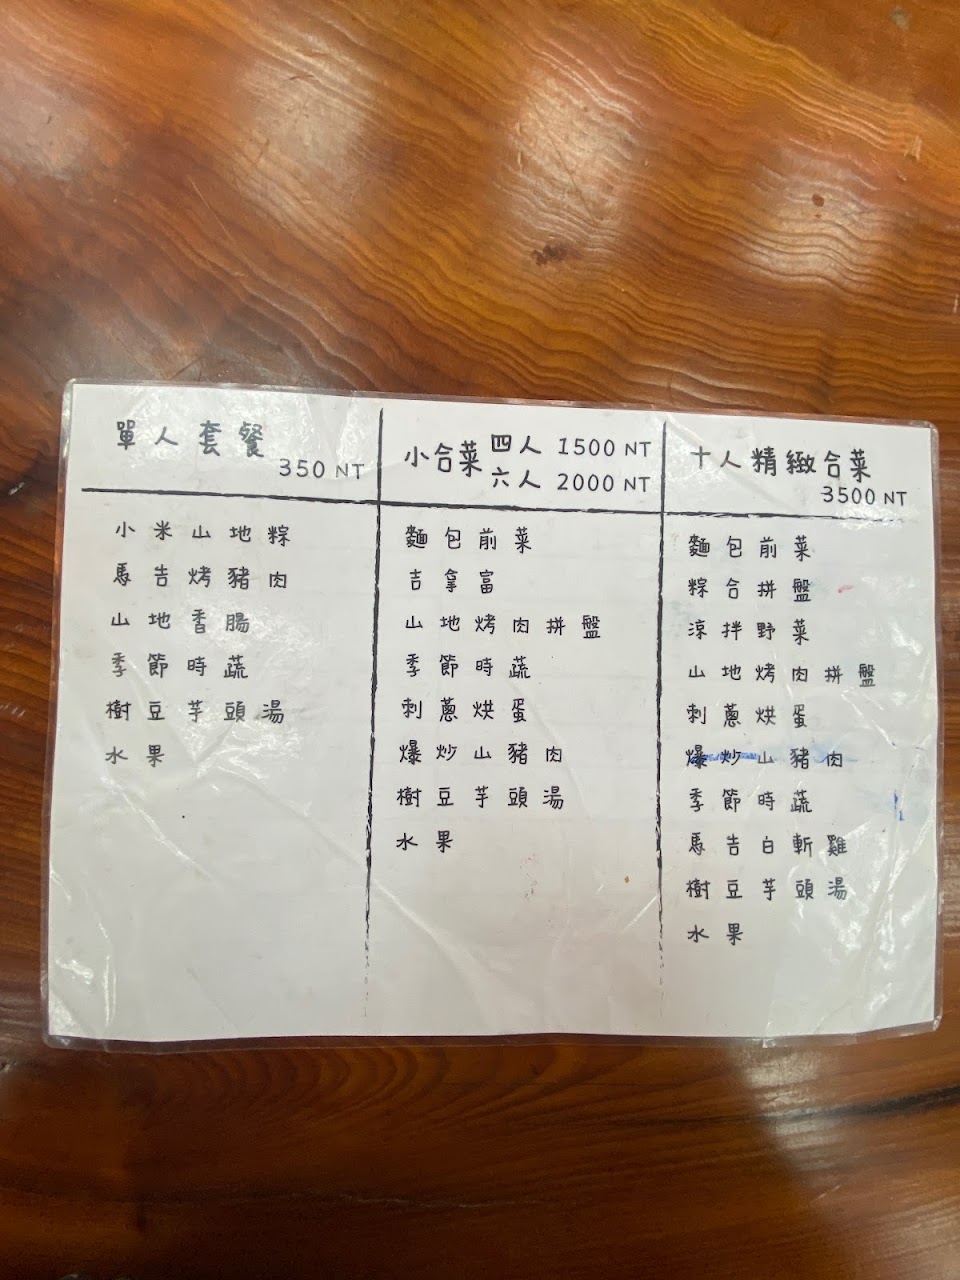 單人套餐
350 NT
小米山地粽
馬告烤豬肉
山地香腸
季節時蔬
樹豆芋頭湯
水果
小合菜 四人 1500 NT
六人 2000 NT
麵包前菜
吉拿富
山地烤肉拼盤
季節時蔬
刺蔥烘蛋
爆炒山豬肉
樹豆芋頭湯
水果
十人精緻合菜
3500 NT
麵包前菜
粽合拼盤
涼拌野菜
山地烤肉拼盤
刺蔥烘蛋
爆炒山豬肉
季節時蔬
馬告白斬雞
樹豆芋頭湯
水果